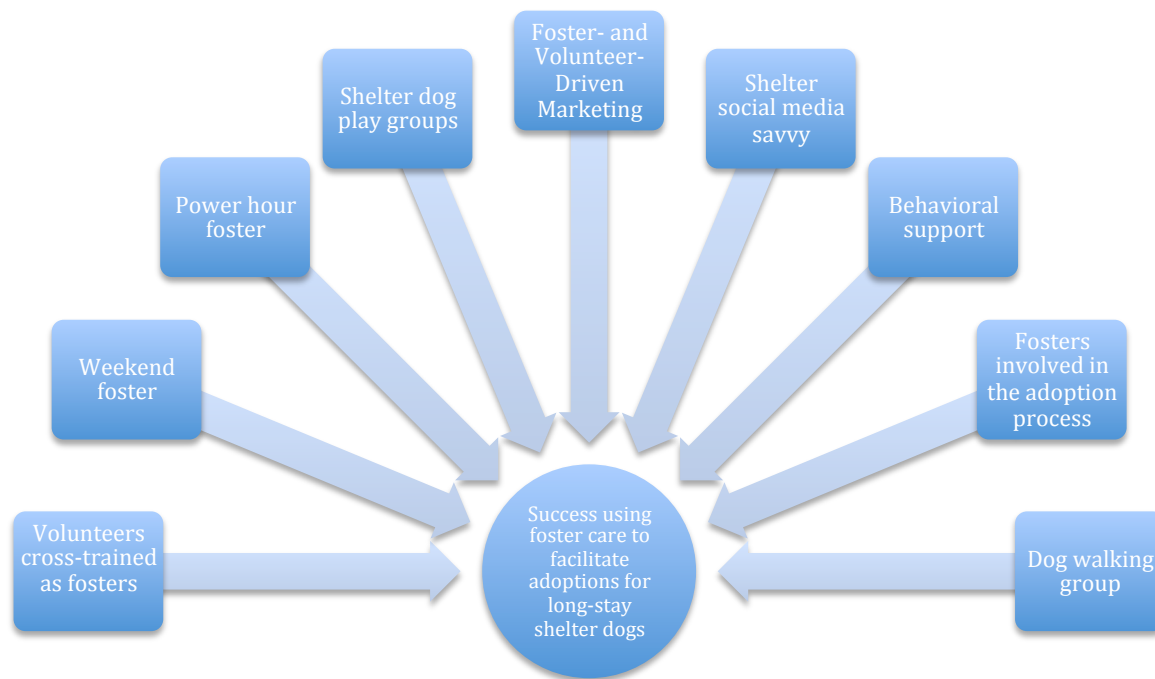 Volunteers
cross-trained
as fosters
Weekend
foster
Power hour
foster
Shelter dog
play groups
Foster- and
Volunteer-
Driven
Marketing
Shelter
social media
savvy
Behavioral
support
Fosters
involved in
the adoption
process
Dog walking
group
Success using
foster care to
facilitate
adoptions for
long-stay
shelter dogs